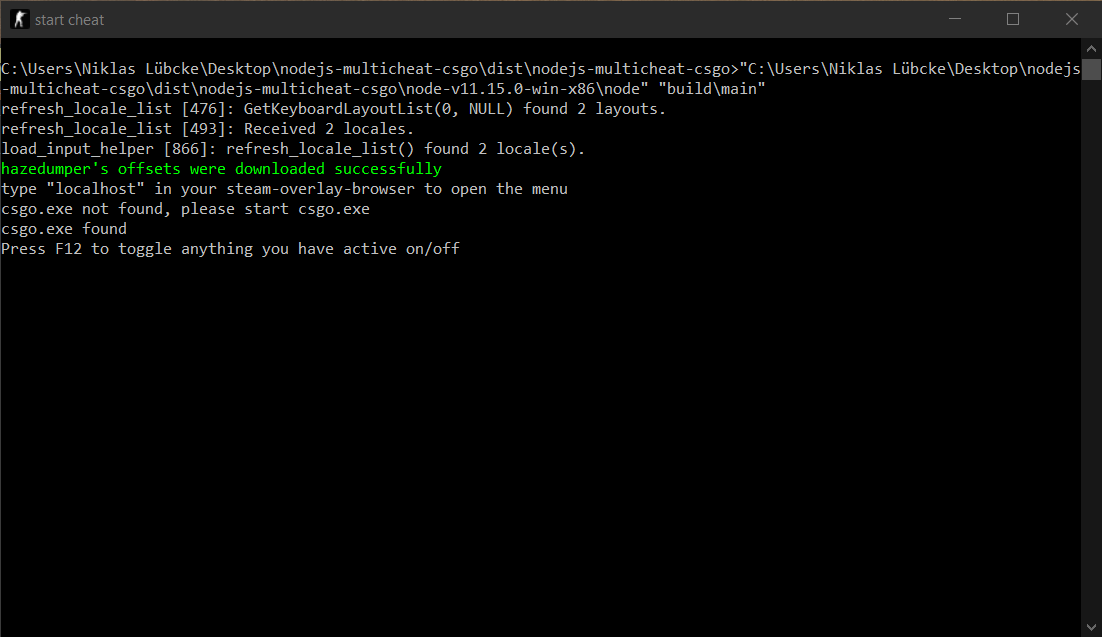 start cheat
C:\Users\Niklas Lübcke\Desktop\nodejs-multicheat-csgo\dist\nodejs-multicheat-csgo>"C:\Users\Niklas Lübcke\Desktop\nodejs
-multicheat-csgo\dist\nodejs-multicheat-csgo\node-v11.15.0-win-x86\node" "build\main"
refresh_locale_list [476]: GetKeyboardLayoutList(0, NULL) found 2 layouts.
refresh_locale_list [493]: Received 2 locales.
load_input_helper [866]: refresh_locale_list() found 2 locale(s).
hazedumper's offsets were downloaded successfully
type "localhost" in your steam-overlay-browser to open the menu
csgo.exe not found, please start csgo.exe
csgo.exe found
Press F12 to toggle anything you have active on/off